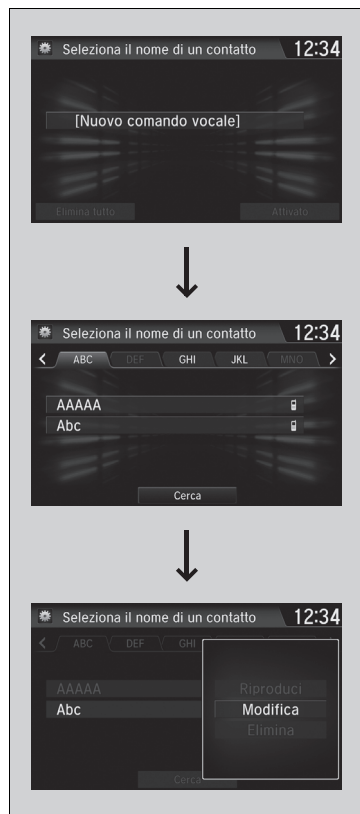 Seleziona il nome di un contatto 12:34
[Nuovo comando vocale]
Elimina tutto Attivato
Seleziona il nome di un contatto 12:34
< ABC DEF GHI JKL MNO >
AAAAA
Abc
Cerca
Seleziona il nome di un contatto 12:34
< ABC DEF GHI
AAAAA Riproduci
Abc Modifica
Elimina
Cerca